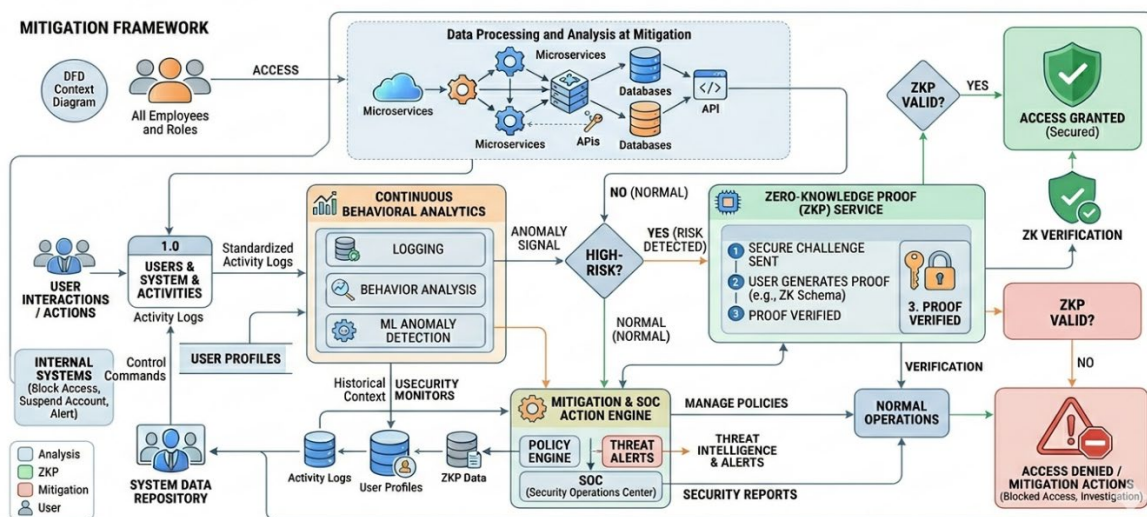 MITIGATION FRAMEWORK
DFD
Context
Diagram
All Employees
and Roles
ACCESS
Data Processing and Analysis at Mitigation
Microservices
Microservices
Microservices
APIs
Databases
Databases
API
ZKP
VALID?
YES
ACCESS GRANTED
(Secured)
ZK VERIFICATION
USER
INTERACTIONS
/ ACTIONS
1.0
USERS &
SYSTEM &
ACTIVITIES
Activity Logs
Standardized
Activity Logs
CONTINUOUS
BEHAVIORAL ANALYTICS
LOGGING
BEHAVIOR ANALYSIS
ML ANOMALY
DETECTION
ANOMALY
SIGNAL
NO (NORMAL)
HIGH-
RISK?
YES (RISK
DETECTED)
NORMAL
(NORMAL)
ZERO-KNOWLEDGE PROOF
(ZKP) SERVICE
1 SECURE CHALLENGE
SENT
2 USER GENERATES PROOF
(e.g., ZK Schema)
3 PROOF VERIFIED
3. PROOF
VERIFIED
ZKP
VALID?
NO
USER PROFILES
INTERNAL
SYSTEMS
(Block Access,
Suspend Account,
Alert)
Control
Commands
Historical
Context
USECURITY
MONITORS
MITIGATION & SOC
ACTION ENGINE
POLICY
ENGINE
THREAT
ALERTS
SOC
(Security Operations Center)
MANAGE POLICIES
THREAT
INTELLIGENCE
& ALERTS
SECURITY REPORTS
VERIFICATION
NORMAL
OPERATIONS
ACCESS DENIED /
MITIGATION ACTIONS
(Blocked Access, Investigation)
Analysis
ZKP
Mitigation
User
SYSTEM DATA
REPOSITORY
Activity Logs
User Profiles
ZKP Data